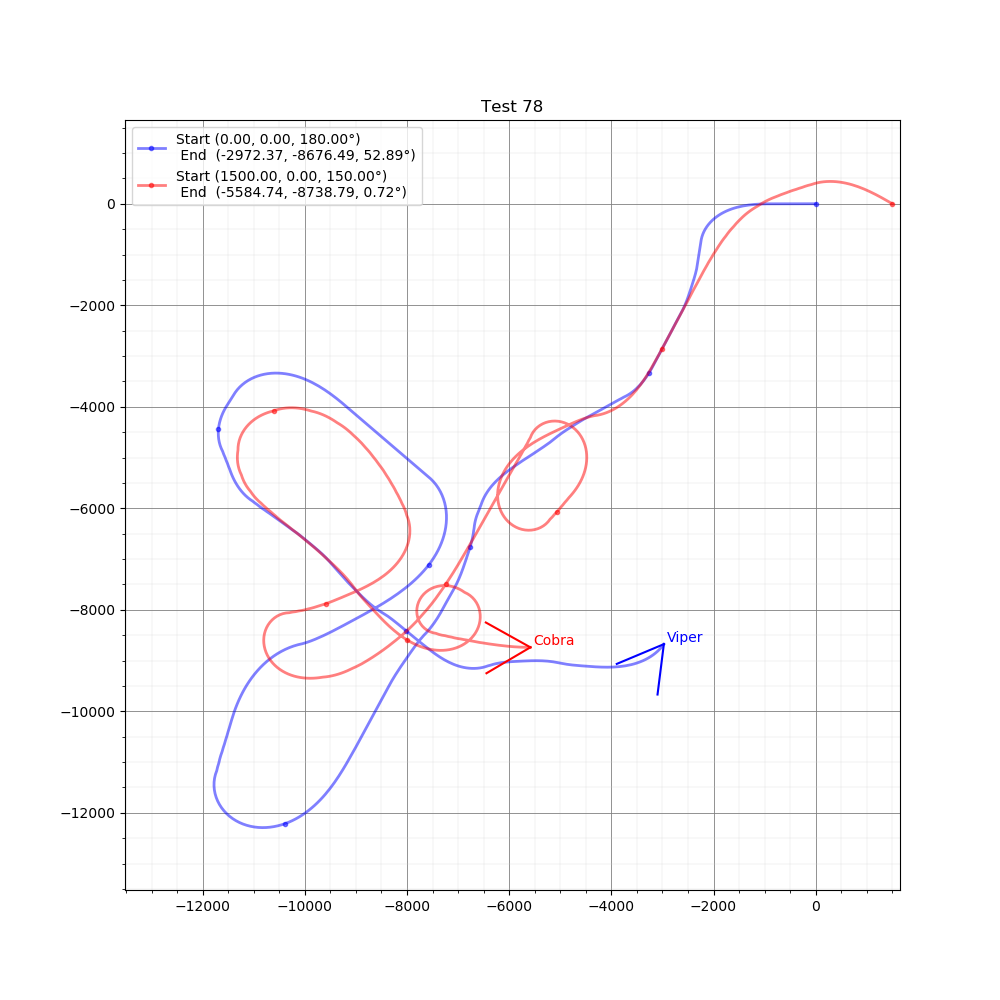 Test 78
Start (0.00, 0.00, 180.00°)
End  (-2972.37, -8676.49, 52.89°)
Start (1500.00, 0.00, 150.00°)
End  (-5584.74, -8738.79, 0.72°)
0
−2000
−4000
−6000
−8000
−10000
−12000
Cobra
Viper
−12000 −10000 −8000 −6000 −4000 −2000 0